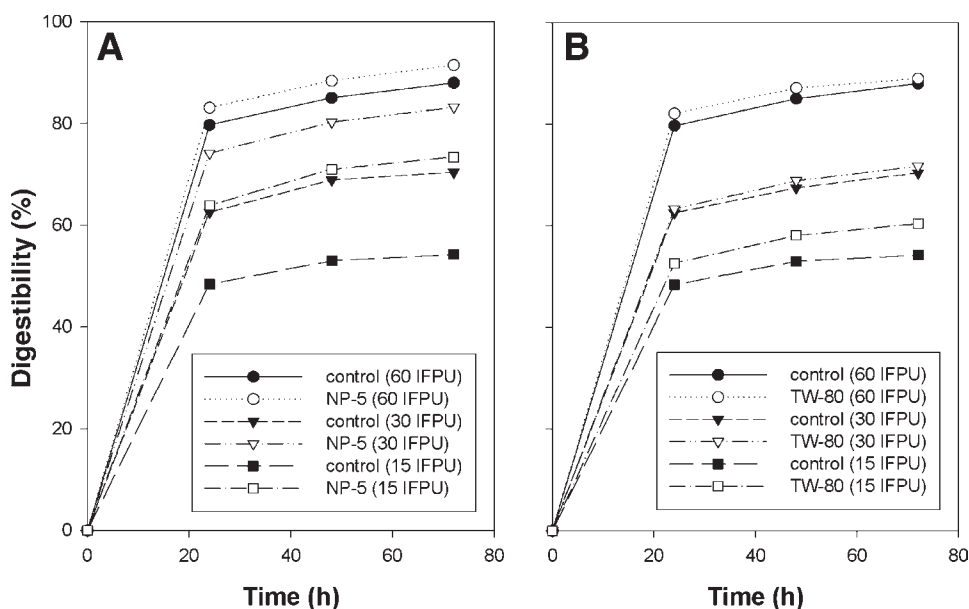 A
B
Digestibility (%)
100
80
60
40
20
0
control (60 IFPU)
NP-5 (60 IFPU)
control (30 IFPU)
NP-5 (30 IFPU)
control (15 IFPU)
NP-5 (15 IFPU)
control (60 IFPU)
TW-80 (60 IFPU)
control (30 IFPU)
TW-80 (30 IFPU)
control (15 IFPU)
TW-80 (15 IFPU)
0 20 40 60 80
0 20 40 60 80
Time (h)
Time (h)